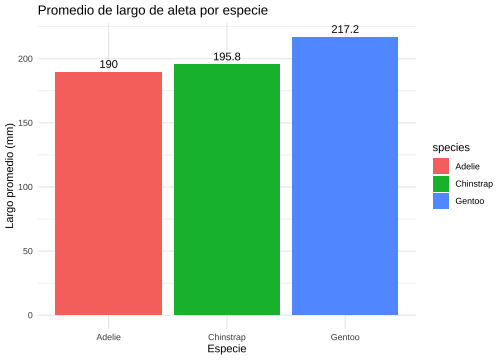 Promedio de largo de aleta por especie
217.2
195.8
190
200
150
100
50
0
Largo promedio (mm)
Adelie
Chinstrap
Gentoo
Especie
species
Adelie
Chinstrap
Gentoo